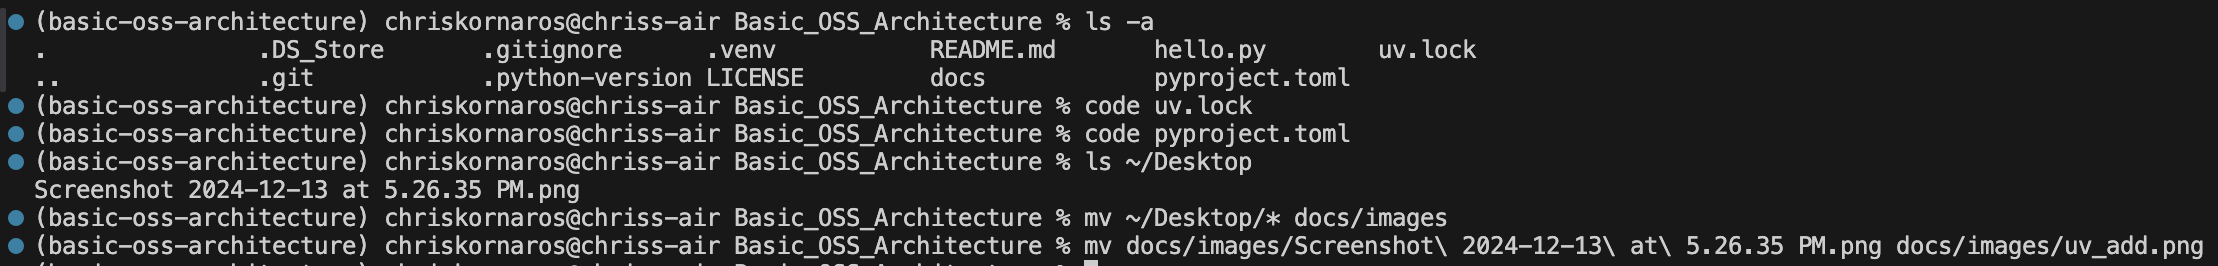 (basic-oss-architecture) chriskornaros@chriss-air Basic_OSS_Architecture % ls -a
. .DS_Store .gitignore .venv README.md hello.py uv.lock
.. .git .python-version LICENSE docs pyproject.toml
(basic-oss-architecture) chriskornaros@chriss-air Basic_OSS_Architecture % code uv.lock
(basic-oss-architecture) chriskornaros@chriss-air Basic_OSS_Architecture % code pyproject.toml
(basic-oss-architecture) chriskornaros@chriss-air Basic_OSS_Architecture % ls ~/Desktop
Screenshot 2024-12-13 at 5.26.35 PM.png
(basic-oss-architecture) chriskornaros@chriss-air Basic_OSS_Architecture % mv ~/Desktop/* docs/images
(basic-oss-architecture) chriskornaros@chriss-air Basic_OSS_Architecture % mv docs/images/Screenshot\ 2024-12-13\ at\ 5.26.35 PM.png docs/images/uv_add.png